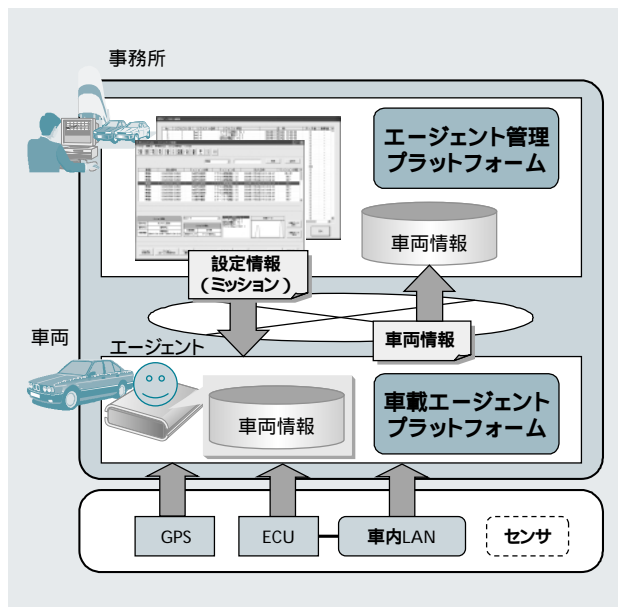 事務所
エージェント管理
プラットフォーム
車両情報
設定情報
(ミッション)
車両
エージェント
車両情報
車両情報
車載エージェント
プラットフォーム
GPS
ECU
車内LAN
センサ